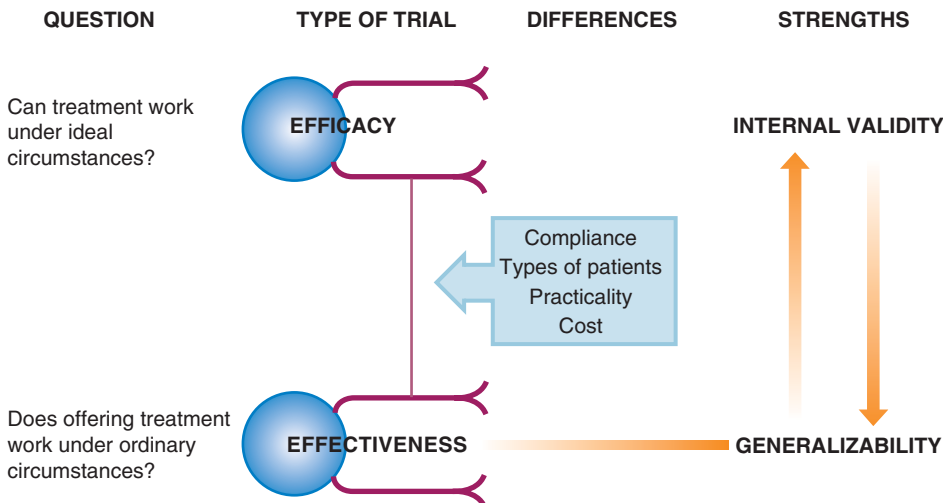 QUESTION TYPE OF TRIAL DIFFERENCES STRENGTHS
Can treatment work
under ideal
circumstances?
EFFICACY
INTERNAL VALIDITY
Compliance
Types of patients
Practicality
Cost
Does offering treatment
work under ordinary
circumstances?
EFFECTIVENESS
GENERALIZABILITY